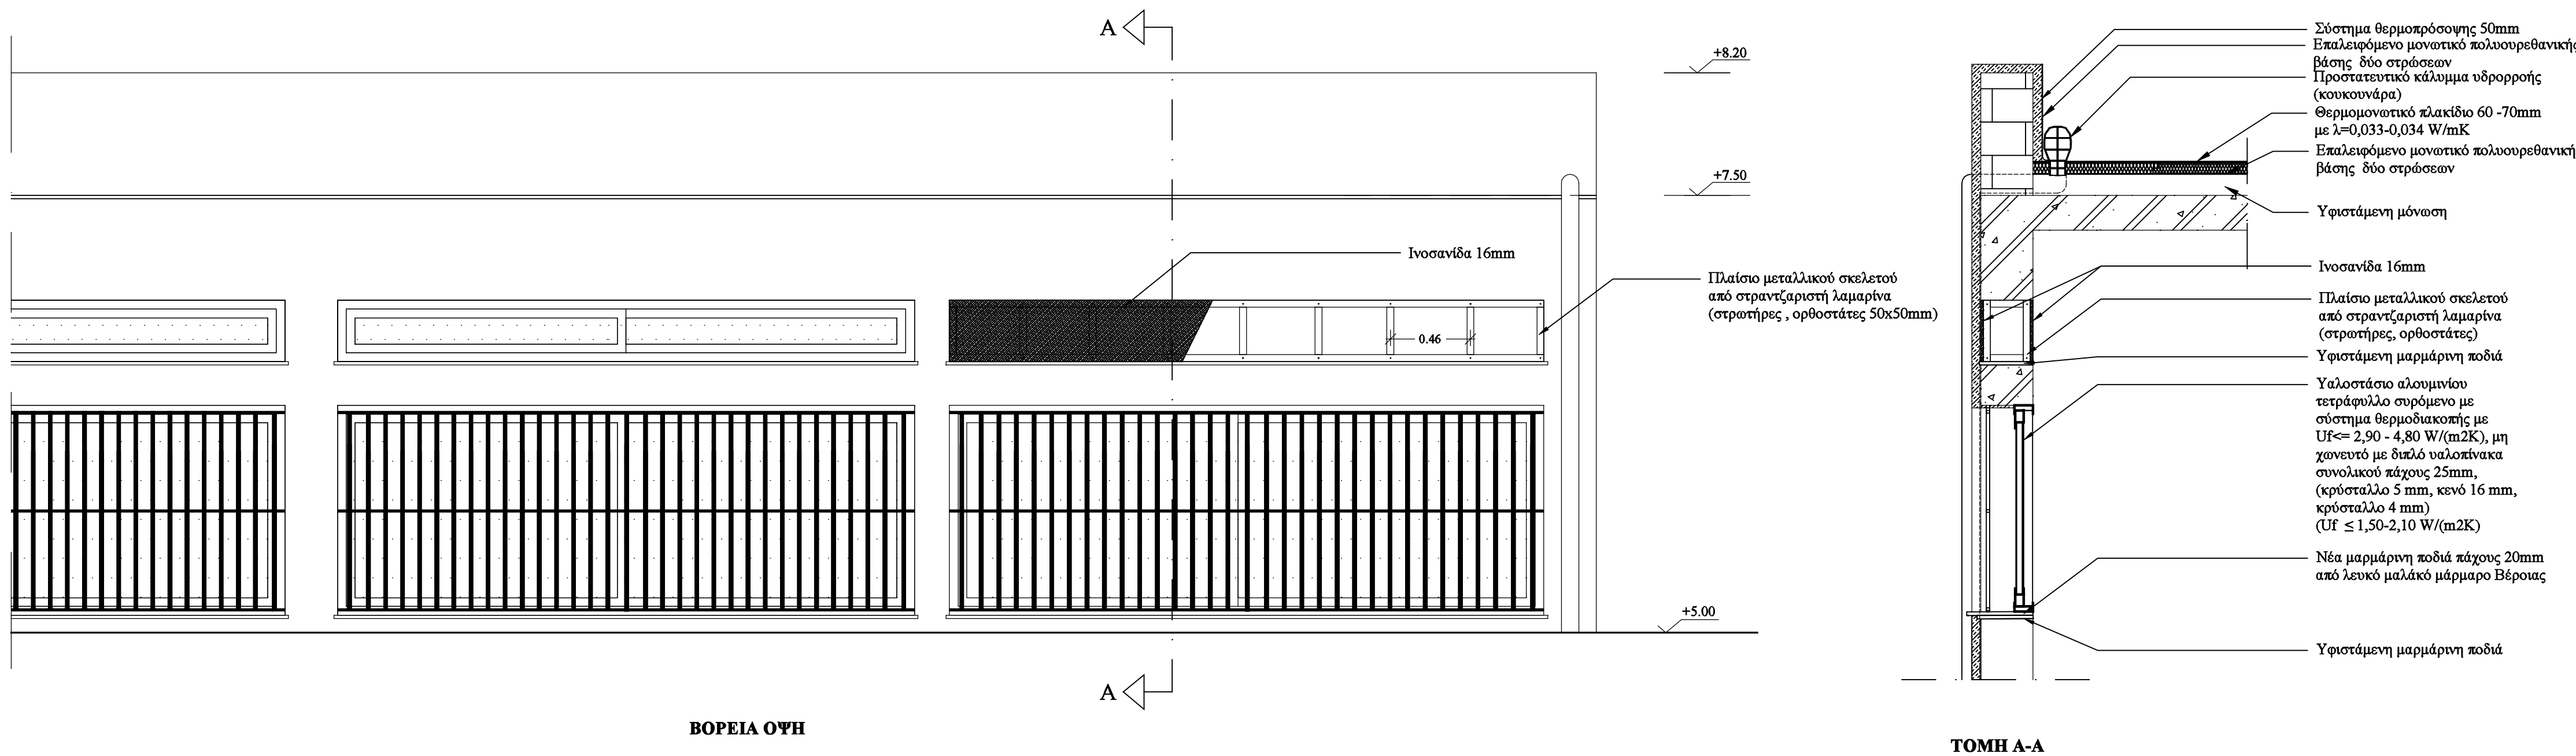 A
+8.20
+7.50
Ινοσανίδα 16mm
Πλαίσιο μεταλλικού σκελετού
από στραντζαριστή λαμαρίνα
(στρωτήρες , ορθοστάτες 50x50mm)
0.46
+5.00
A
ΒΟΡΕΙΑ ΟΨΗ
Σύστημα θερμοπρόσοψης 50mm
Επαλειφόμενο μονωτικό πολυουρεθανικής
βάσης δύο στρώσεων
Προστατευτικό κάλυμμα υδρορροής
(κουκουνάρα)
Θερμομονωτικό πλακίδιο 60 -70mm
με λ=0,033-0,034 W/mK
Επαλειφόμενο μονωτικό πολυουρεθανική
βάσης δύο στρώσεων
Υφιστάμενη μόνωση
Ινοσανίδα 16mm
Πλαίσιο μεταλλικού σκελετού
από στραντζαριστή λαμαρίνα
(στρωτήρες, ορθοστάτες)
Υφιστάμενη μαρμάρινη ποδιά
Υαλοστάσιο αλουμινίου
τετράφυλλο συρόμενο με
σύστημα θερμοδιακοπής με
Uf<= 2,90 - 4,80 W/(m2K), μη
χωνευτό με διπλό υαλοπίνακα
συνολικού πάχους 25mm,
(κρύσταλλο 5 mm, κενό 16 mm,
κρύσταλλο 4 mm)
(Uf ≤ 1,50-2,10 W/(m2K)
Νέα μαρμάρινη ποδιά πάχους 20mm
από λευκό μαλάκό μάρμαρο Βέροιας
Υφιστάμενη μαρμάρινη ποδιά
ΤΟΜΗ Α-Α